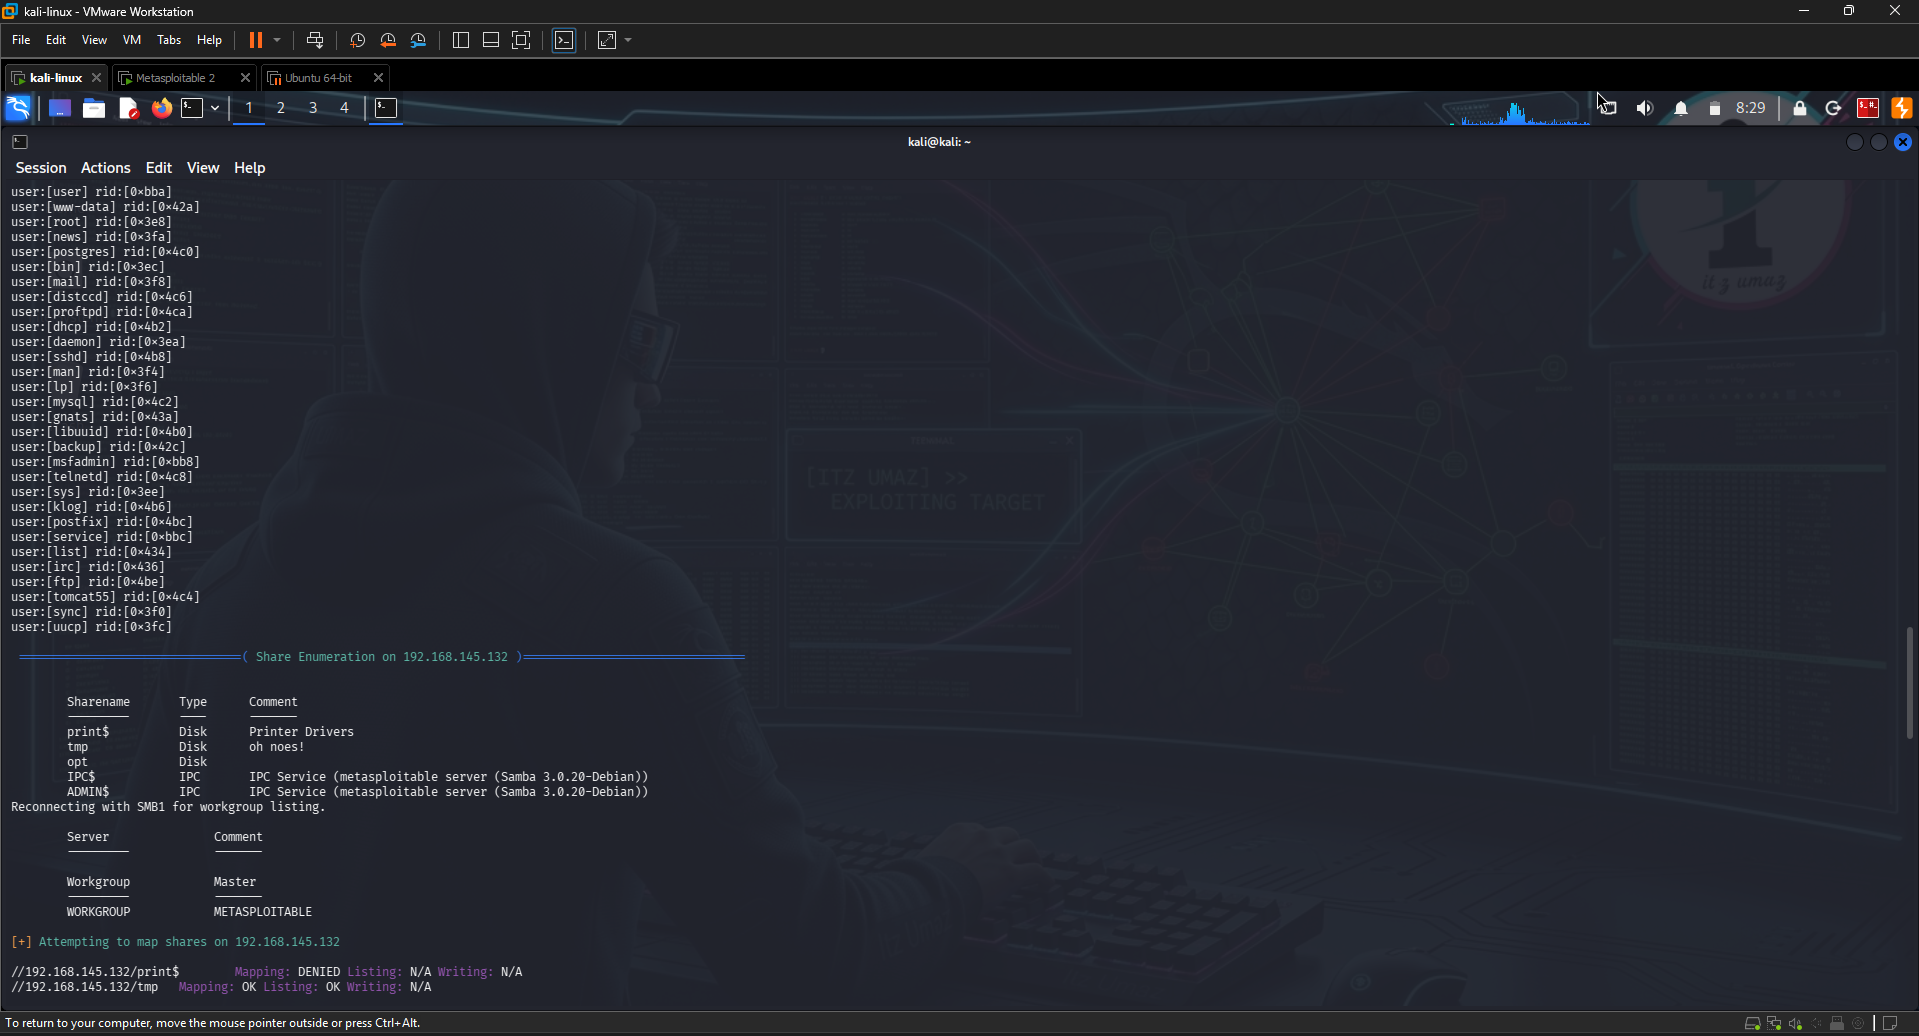 kali-linux - VMware Workstation
File Edit View VM Tabs Help
kali-linux Metasploitable 2 Ubuntu 64-bit
1 2 3 4 8:29
kali@kali: ~
Session Actions Edit View Help
user:[user] rid:[0×bba]
user:[www-data] rid:[0×42a]
user:[root] rid:[0×3e8]
user:[news] rid:[0×3fa]
user:[postgres] rid:[0×4c0]
user:[bin] rid:[0×3ec]
user:[mail] rid:[0×3f8]
user:[distccd] rid:[0×4c6]
user:[proftpd] rid:[0×4ca]
user:[dhcp] rid:[0×4b2]
user:[daemon] rid:[0×3ea]
user:[sshd] rid:[0×4b8]
user:[man] rid:[0×3f4]
user:[lp] rid:[0×3f6]
user:[mysql] rid:[0×4c2]
user:[gnats] rid:[0×43a]
user:[libuuid] rid:[0×4b0]
user:[backup] rid:[0×42c]
user:[msfadmin] rid:[0×bb8]
user:[telnetd] rid:[0×4c8]
user:[sys] rid:[0×3ee]
user:[klog] rid:[0×4b6]
user:[postfix] rid:[0×4bc]
user:[service] rid:[0×bbc]
user:[list] rid:[0×434]
user:[irc] rid:[0×436]
user:[ftp] rid:[0×4be]
user:[tomcat55] rid:[0×4c4]
user:[sync] rid:[0×3f0]
user:[uucp] rid:[0×3fc]
( Share Enumeration on 192.168.145.132 )
Sharename Type Comment
print$ Disk Printer Drivers
tmp Disk oh noes!
opt Disk
IPC$ IPC IPC Service (metasploitable server (Samba 3.0.20-Debian))
ADMIN$ IPC IPC Service (metasploitable server (Samba 3.0.20-Debian))
Reconnecting with SMB1 for workgroup listing.
Server Comment
Workgroup Master
WORKGROUP METASPLOITABLE
[+] Attempting to map shares on 192.168.145.132
//192.168.145.132/print$ Mapping: DENIED Listing: N/A Writing: N/A
//192.168.145.132/tmp Mapping: OK Listing: OK Writing: N/A
[ITZ UMAZ] >>
EXPLOITING TARGET
it z umaz
To return to your computer, move the mouse pointer outside or press Ctrl+Alt.